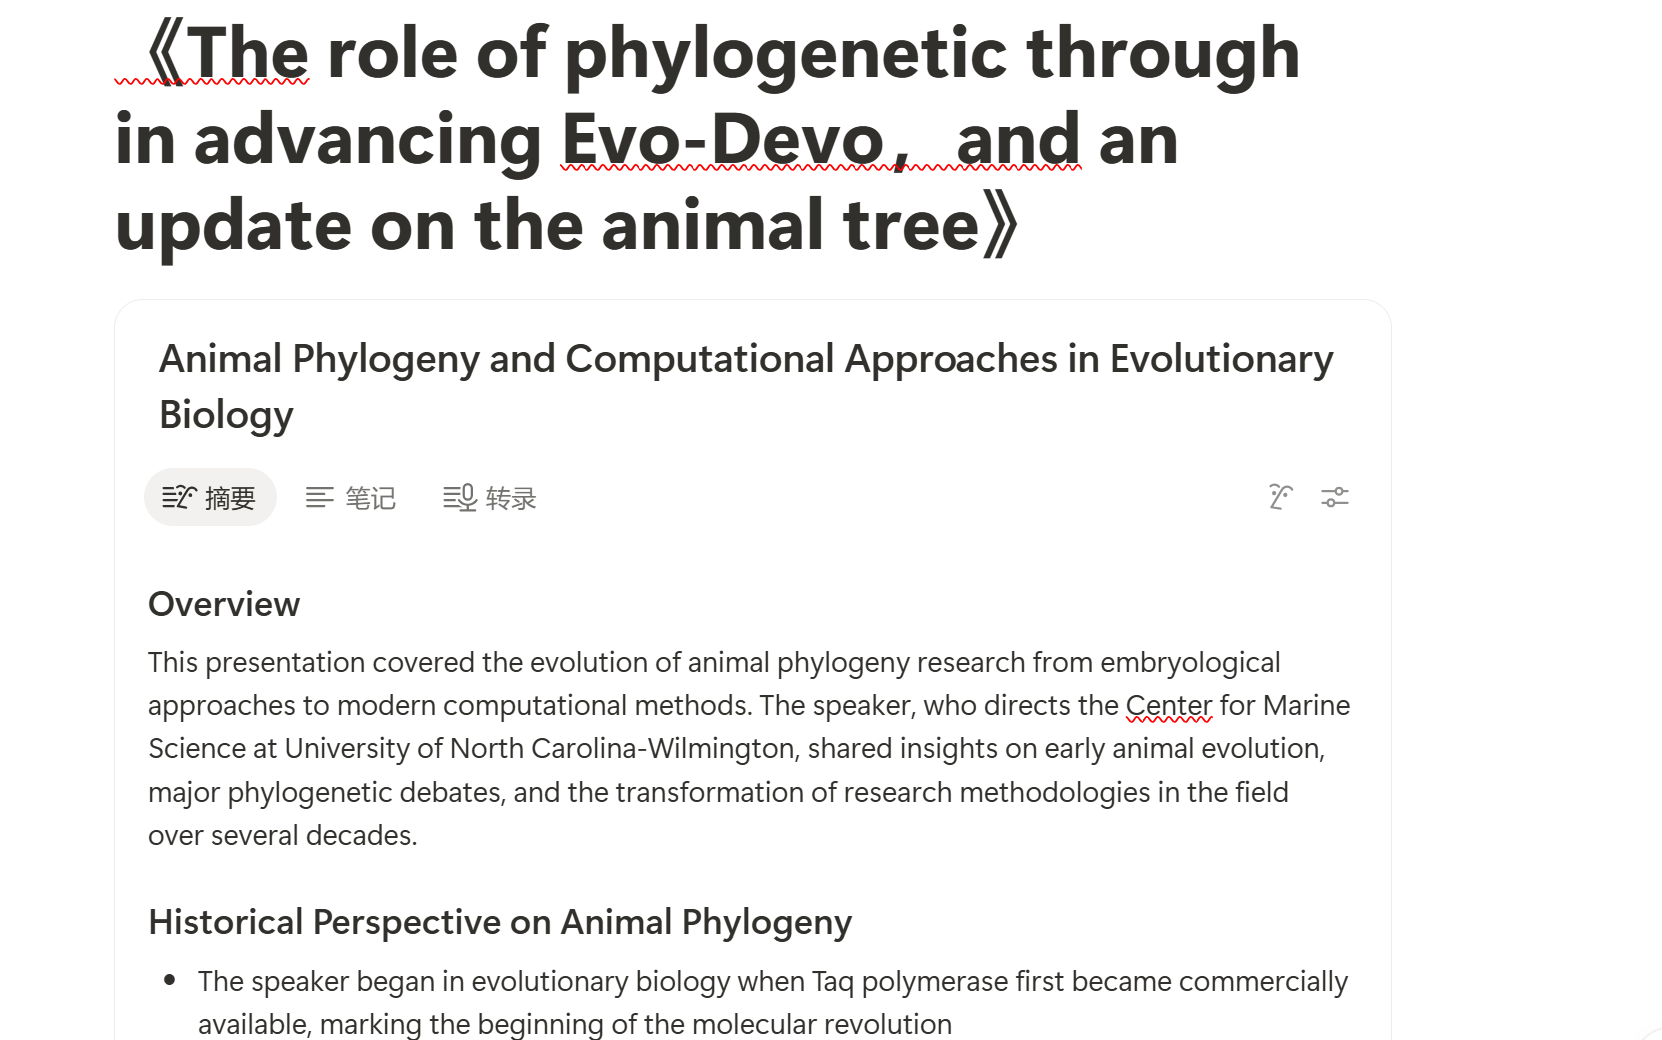 《The role of phylogenetic through
in advancing Evo-Devo，and an
update on the animal tree》
Animal Phylogeny and Computational Approaches in Evolutionary
Biology
摘要 笔记 转录
Overview
This presentation covered the evolution of animal phylogeny research from embryological
approaches to modern computational methods. The speaker, who directs the Center for Marine
Science at University of North Carolina-Wilmington, shared insights on early animal evolution,
major phylogenetic debates, and the transformation of research methodologies in the field
over several decades.
Historical Perspective on Animal Phylogeny
• The speaker began in evolutionary biology when Taq polymerase first became commercially
available, marking the beginning of the molecular revolution